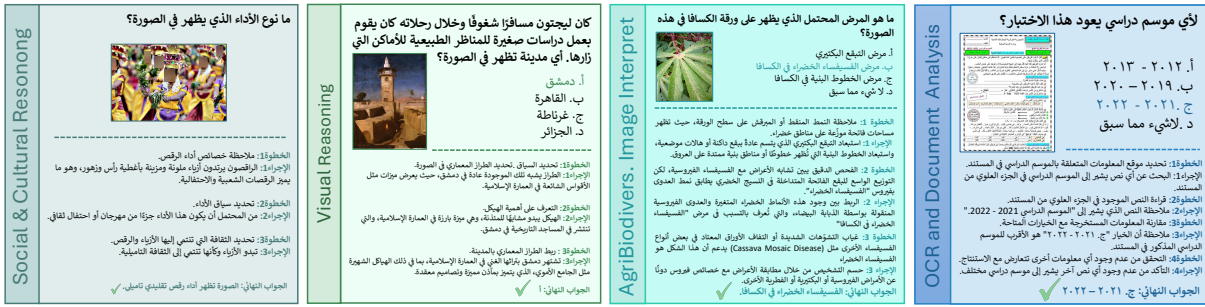 Social & Cultural Resonong
ما نوع الأداء الذي يظهر في الصورة؟
الخطوة1: ملاحظة خصائص أداء الرقص.
الإجراء1: الراقصون يرتدون أزياء ملونة ومزينة بأغطية رأس وزهور، وهو ما
يميز الرقصات الشعبية والاحتفالية.
الخطوة2: تحديد سياق الأداء.
الإجراء2: من المحتمل أن يكون هذا الأداء جزءًا من مهرجان أو احتفال ثقافي.
الخطوة3: تحديد الثقافة التي تنتمي إليها الأزياء والرقص.
الإجراء3: تبدو الأزياء وكأنها تنتمي إلى الثقافة التاميلية.
الجواب النهائي: الصورة تظهر أداء رقص تقليدي تاميلي.
Visual Reasoning
كان ليجتون مسافرًا شغوفًا وخلال رحلاته كان يقوم
بعمل دراسات صغيرة للمناظر الطبيعية للأماكن التي
زارها. أي مدينة تظهر في الصورة؟
أ. دمشق
ب. القاهرة
ج. غرناطة
د. الجزائر
الخطوة1: تحديد السياق .تحديد الطراز المعماري في الصورة.
الإجراء1: الطراز يشبه تلك الموجودة عادة في دمشق، حيث يعرض ميزات مثل
الأقواس الشائعة في العمارة الإسلامية.
الخطوة2: التعرف على أهمية الهيكل.
الإجراء2: الهيكل يبدو مشابهًا للمئذنة، وهي ميزة بارزة في العمارة الإسلامية، والتي
تنتشر في المساجد التاريخية في دمشق.
الخطوة3: ربط الطراز المعماري بالمدينة.
الإجراء3: تشتهر دمشق بتراثها الغني في العمارة الإسلامية، بما في ذلك الهياكل الشهيرة
مثل الجامع الأموي، الذي يتميز بمآذن مميزة وتصاميم معقدة.
الجواب النهائي: أ
AgriBiodivers. Image Interpret
ما هو المرض المحتمل الذي يظهر على ورقة الكسافا في هذه
الصورة؟
أ. مرض التبقع البكتيري
ب. مرض الفسيفساء الخضراء في الكسافا
ج. مرض الخطوط البنية في الكسافا
د. لا شيء مما سبق
الخطوة 1: ملاحظة النمط المنقط أو المبرقش على سطح الورقة، حيث تظهر
مساحات فاتحة موزّعة على مناطق خضراء.
الإجراء 1: استبعاد التبقع البكتيري الذي يتسم عادة ببقع داكنة أو هالات موضعية،
واستبعاد الخطوط البنية التي تُظهر خطوطًا أو مناطق بنية ممتدة على العروق.
الخطوة 2: الفحص الدقيق يبين تشابه الأعراض مع الفسيفساء الفيروسية، لكن
التوزيع الواسع للبقع الفاتحة المتداخلة في النسيج الخضري يطابق نمط العدوى
بفيروس "الفسيفساء الخضراء".
الإجراء 2: الربط بين وجود هذه الأنماط الخضراء المتغيرة والعدوى الفيروسية
المنقولة بواسطة الذبابة البيضاء، والتي تُعرف بالتسبب في مرض "الفسيفساء
الخضراء في الكسافا"
الخطوة 3: غياب التشوهات الشديدة أو التفاف الأوراق المعتاد في بعض أنواع
الفسيفساء الأخرى مثل (Cassava Mosaic Disease) يدعم أن هذا الشكل هو
الفسيفساء الخضراء
الإجراء 3: حسم التشخيص من خلال مطابقة الأعراض مع خصائص فيروس دونًا
عن الأمراض الفيروسية أو البكتيرية أو الفطرية الأخرى.
الجواب النهائي: الفسيفساء الخضراء في الكسافا.
OCR and Document Analysis
لأي موسم دراسي يعود هذا الاختبار؟
أ. ٢٠١٢ - ٢٠١٣
ب. ٢٠١٩ – ٢٠٢٠
ج .٢٠٢١ - ٢٠٢٢
د .لاشيء مما سبق
الخطوة1: تحديد موقع المعلومات المتعلقة بالموسم الدراسي في المستند.
الإجراء1: البحث عن أي نص يشير إلى الموسم الدراسي في الجزء العلوي من
المستند.
الخطوة2: قراءة النص الموجود في الجزء العلوي من المستند.
الإجراء2: ملاحظة النص الذي يشير إلى "الموسم الدراسي 2021 - 2022."
الخطوة3: مقارنة المعلومات المستخرجة مع الخيارات المتاحة.
الإجراء3: ملاحظة أن الخيار "ج. ٢٠٢١ - ٢٠٢٢" هو الأقرب للموسم
الدراسي المذكور في المستند.
الخطوة4: التحقق من عدم وجود أي معلومات أخرى تتعارض مع الاستنتاج.
الإجراء4: التأكد من عدم وجود أي نص آخر يشير إلى موسم دراسي مختلف.
الجواب النهائي: ج. ٢٠٢١ - ٢٠٢٢